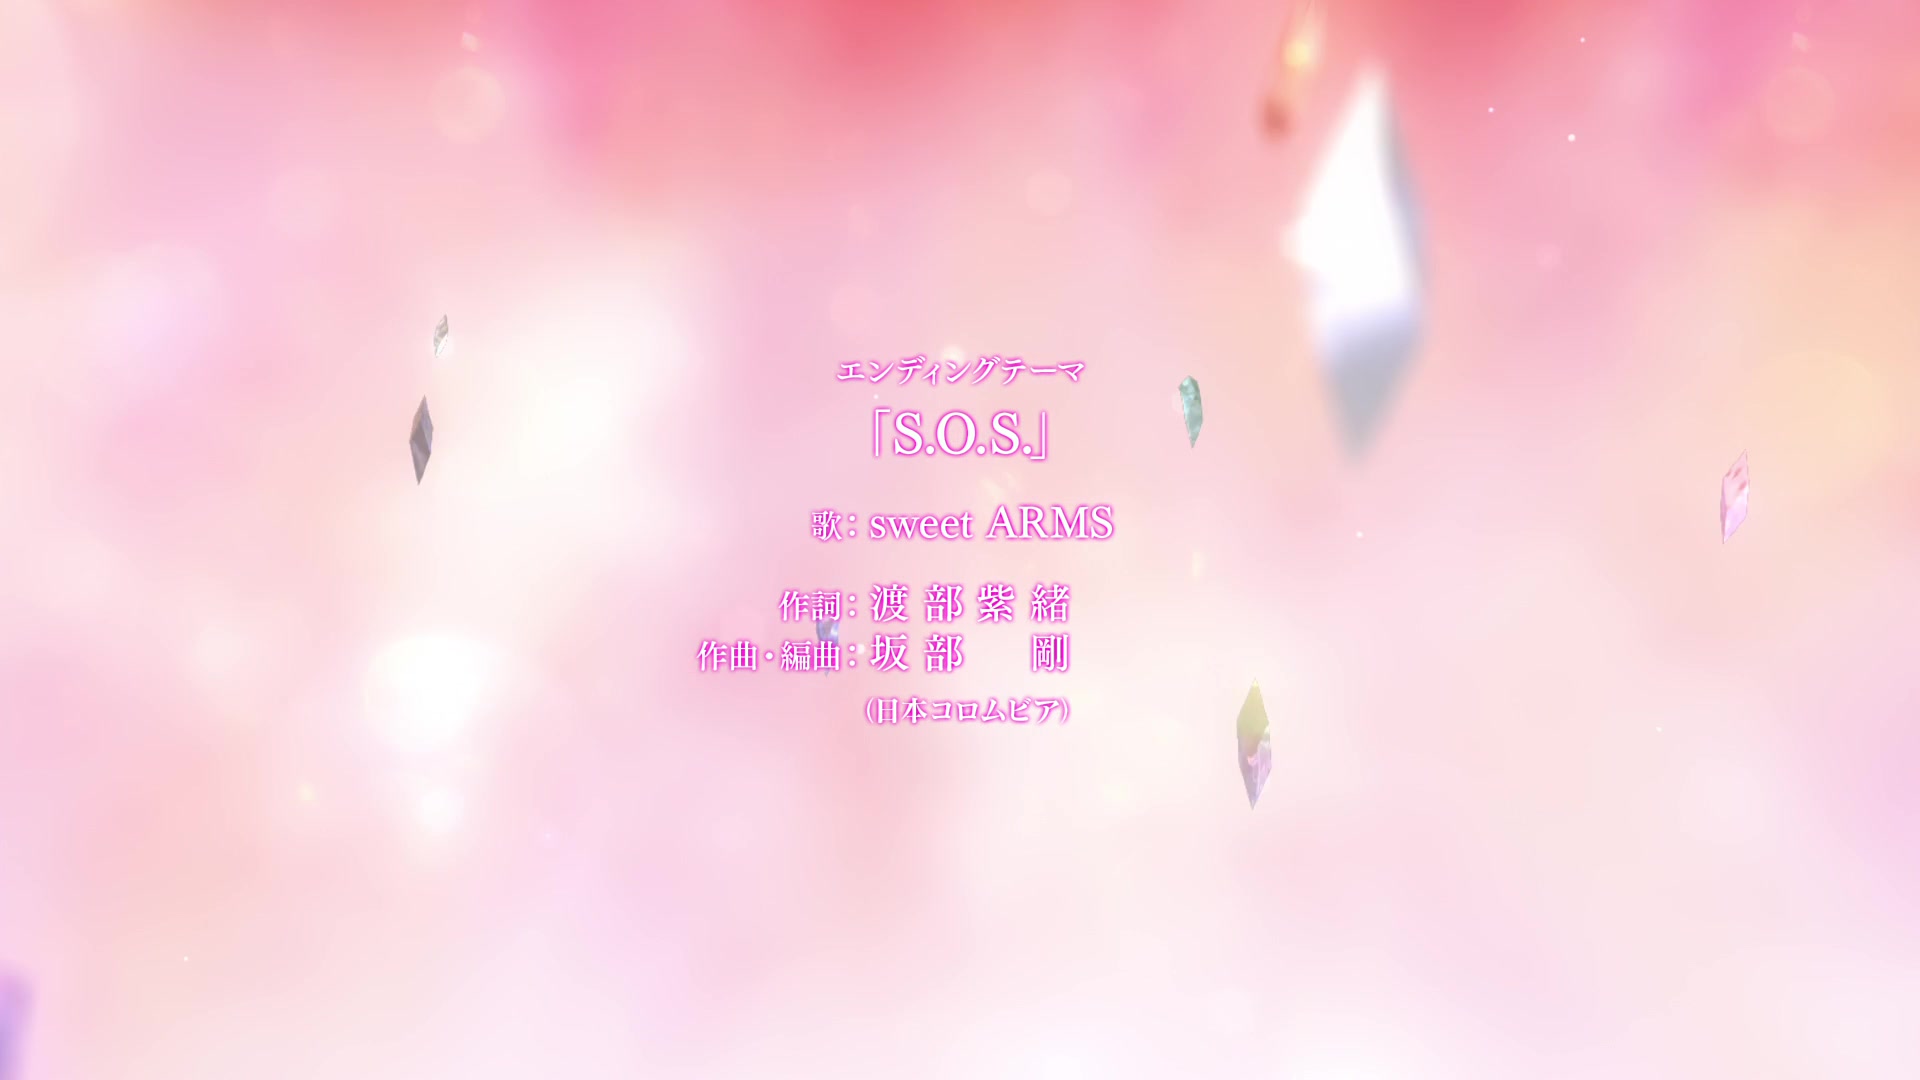 エンディングテーマ
「S.O.S.」
歌：sweet ARMS
作詞：渡部紫緒
作曲・編曲：坂部　剛
（日本コロムビア）